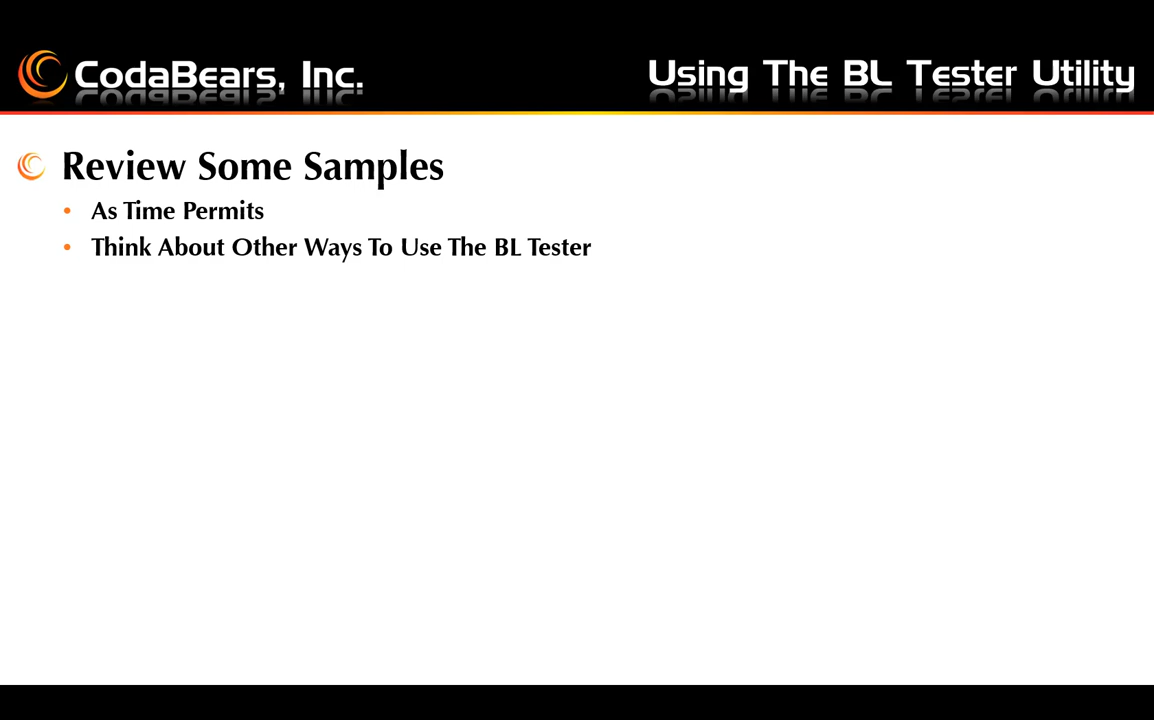 CodaBears, Inc.
Using The BL Tester Utility
Review Some Samples
• As Time Permits
• Think About Other Ways To Use The BL Tester